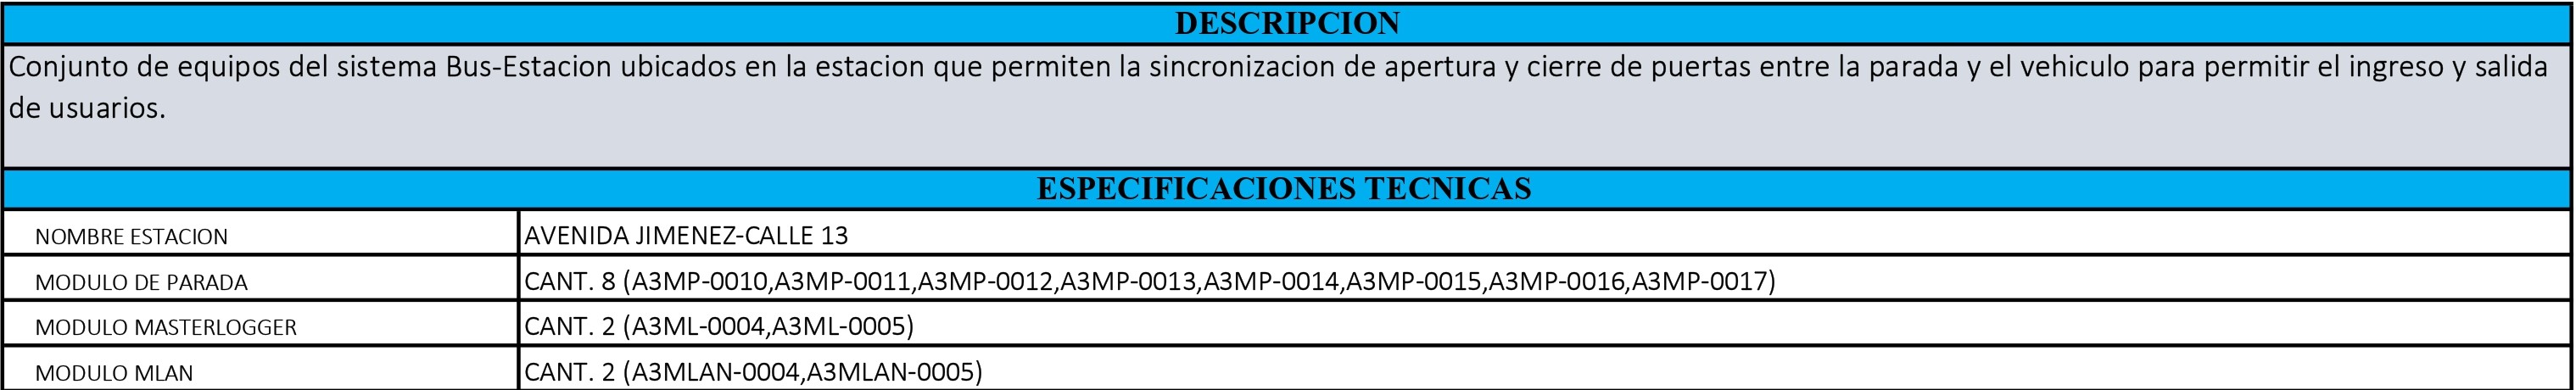 DESCRIPCION
Conjunto de equipos del sistema Bus-Estacion ubicados en la estacion que permiten la sincronizacion de apertura y cierre de puertas entre la parada y el vehiculo para permitir el ingreso y salida
de usuarios.
ESPECIFICACIONES TECNICAS
NOMBRE ESTACION AVENIDA JIMENEZ-CALLE 13
MODULO DE PARADA CANT. 8 (A3MP-0010,A3MP-0011,A3MP-0012,A3MP-0013,A3MP-0014,A3MP-0015,A3MP-0016,A3MP-0017)
MODULO MASTERLOGGER CANT. 2 (A3ML-0004,A3ML-0005)
MODULO MLAN CANT. 2 (A3MLAN-0004,A3MLAN-0005)